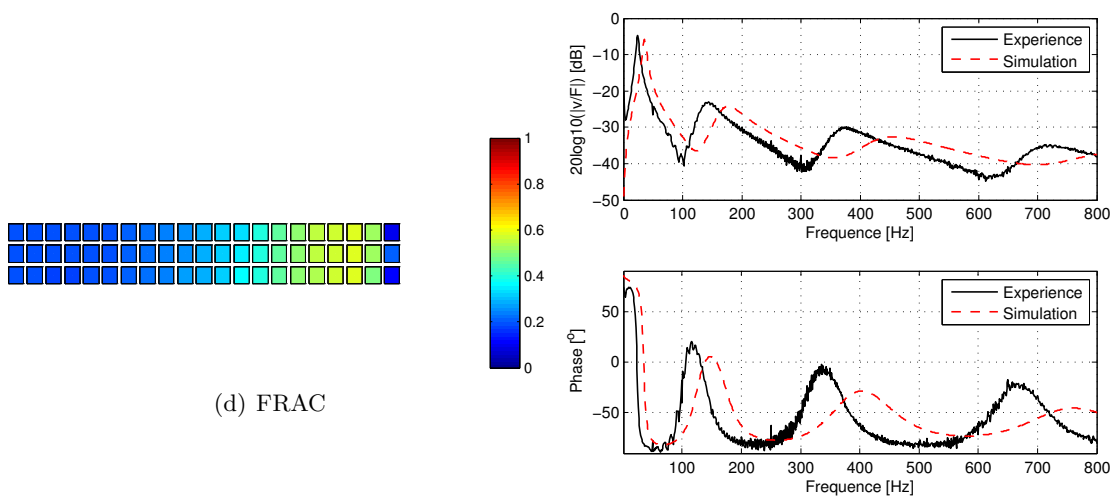 1
0.8
0.6
0.4
0.2
0
(d) FRAC
0
−10
−20
−30
−40
−50
20log10(|v/F|) [dB]
Experience
Simulation
0 100 200 300 400 500 600 700 800
Frequence [Hz]
50
0
−50
Phase [°]
Experience
Simulation
100 200 300 400 500 600 700 800
Frequence [Hz]